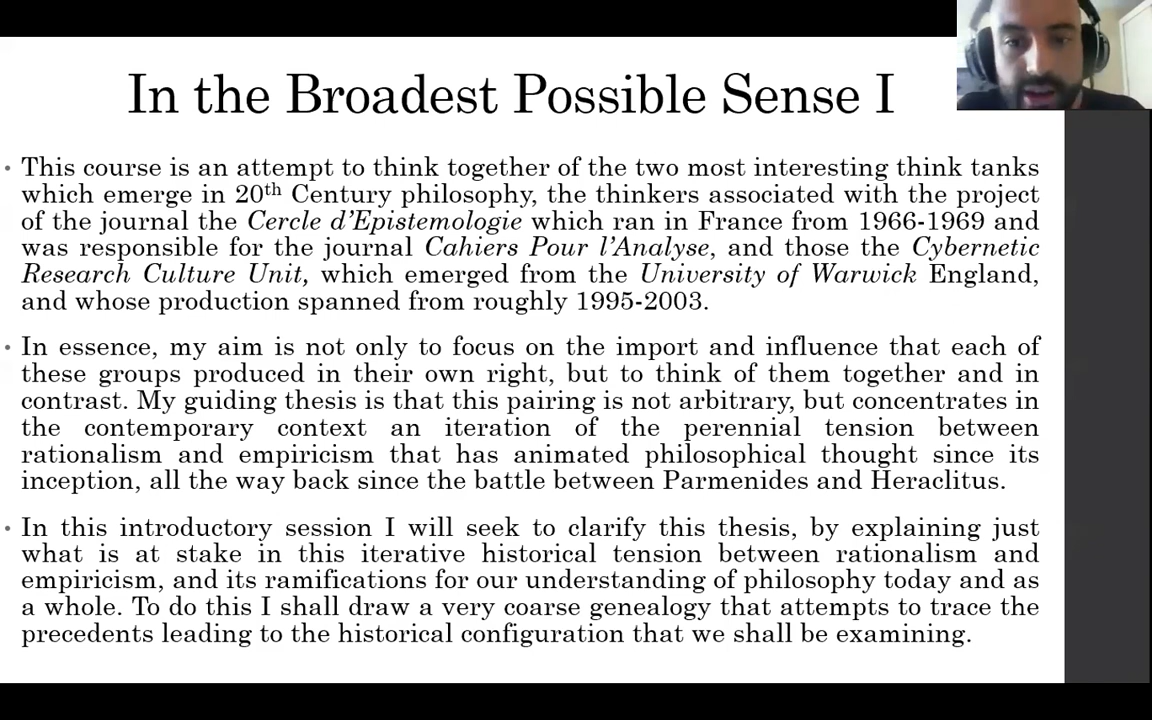 In the Broadest Possible Sense I
• This course is an attempt to think together of the two most interesting think tanks
which emerge in 20th Century philosophy, the thinkers associated with the project
of the journal the Cercle d'Epistemologie which ran in France from 1966-1969 and
was responsible for the journal Cahiers Pour l'Analyse, and those the Cybernetic
Research Culture Unit, which emerged from the University of Warwick England,
and whose production spanned from roughly 1995-2003.
• In essence, my aim is not only to focus on the import and influence that each of
these groups produced in their own right, but to think of them together and in
contrast. My guiding thesis is that this pairing is not arbitrary, but concentrates in
the contemporary context an iteration of the perennial tension between
rationalism and empiricism that has animated philosophical thought since its
inception, all the way back since the battle between Parmenides and Heraclitus.
• In this introductory session I will seek to clarify this thesis, by explaining just
what is at stake in this iterative historical tension between rationalism and
empiricism, and its ramifications for our understanding of philosophy today and as
a whole. To do this I shall draw a very coarse genealogy that attempts to trace the
precedents leading to the historical configuration that we shall be examining.